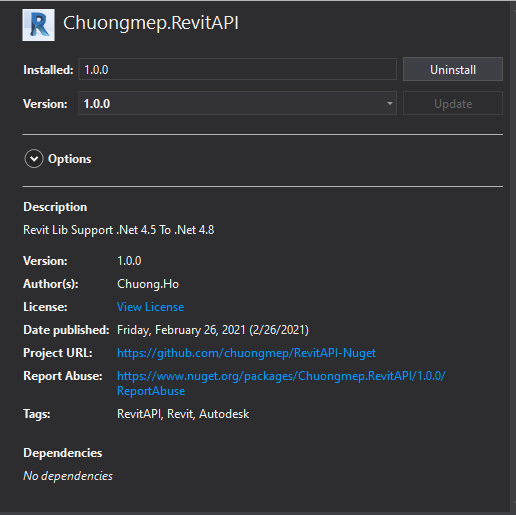 Chuongmep.RevitAPI
Installed: 1.0.0 Uninstall
Version: 1.0.0 Update
Options
Description
Revit Lib Support .Net 4.5 To .Net 4.8
Version: 1.0.0
Author(s): Chuong.Ho
License: View License
Date published: Friday, February 26, 2021 (2/26/2021)
Project URL: https://github.com/chuongmep/RevitAPI-Nuget
Report Abuse: https://www.nuget.org/packages/Chuongmep.RevitAPI/1.0.0/
ReportAbuse
Tags: RevitAPI, Revit, Autodesk
Dependencies
No dependencies